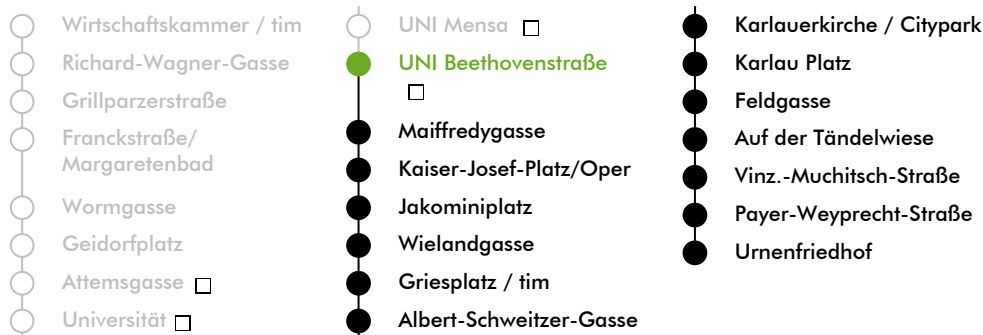 Wirtschaftskammer / tim
Richard-Wagner-Gasse
Grillparzerstraße
Franckstraße/
Margaretenbad
Wormgasse
Geidorfplatz
Attemsgasse
Universität
UNI Mensa
UNI Beethovenstraße
Maiffredygasse
Kaiser-Josef-Platz/Oper
Jakominiplatz
Wielandgasse
Griesplatz / tim
Albert-Schweitzer-Gasse
Karlauerkirche / Citypark
Karlau Platz
Feldgasse
Auf der Tändelwiese
Vinz.-Muchitsch-Straße
Payer-Weyprecht-Straße
Urnenfriedhof